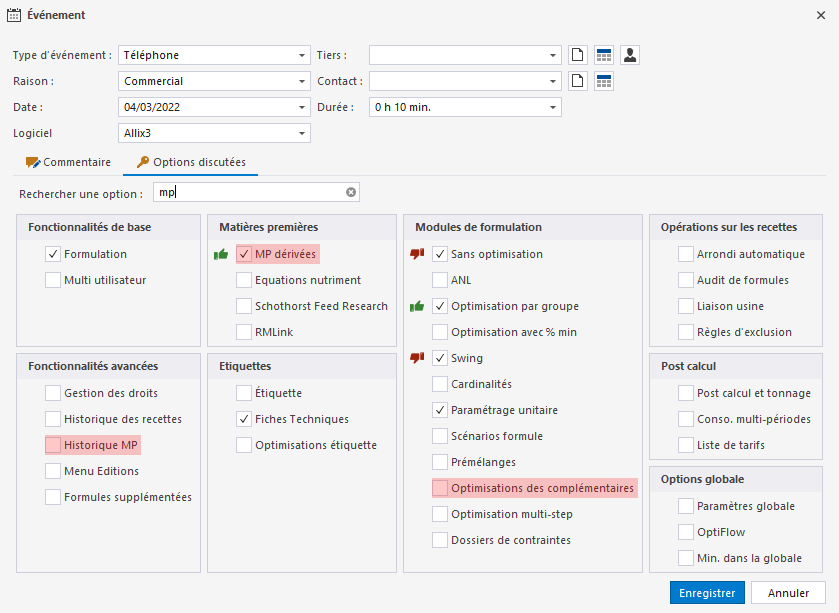 Événement
Type d'événement : Téléphone Tiers :
Raison : Commercial Contact :
Date : 04/03/2022 Durée : 0 h 10 min.
Logiciel Allix3
Commentaire Options discutées
Rechercher une option : mp
Fonctionnalités de base
Formulation
Multi utilisateur
Matières premières
MP dérivées
Equations nutriment
Schothorst Feed Research
RMLink
Modules de formulation
Sans optimisation
ANL
Optimisation par groupe
Optimisation avec % min
Swing
Cardinalités
Paramétrage unitaire
Scénarios formule
Prémélanges
Optimisations des complémentaires
Optimisation multi-step
Dossiers de contraintes
Opérations sur les recettes
Arrondi automatique
Audit de formules
Liaison usine
Règles d'exclusion
Fonctionnalités avancées
Gestion des droits
Historique des recettes
Historique MP
Menu Editions
Formules supplémentées
Etiquettes
Étiquette
Fiches Techniques
Optimisations étiquette
Post calcul
Post calcul et tonnage
Conso. multi-périodes
Liste de tarifs
Options globale
Paramètres globale
OptiFlow
Min. dans la globale
Enregistrer Annuler